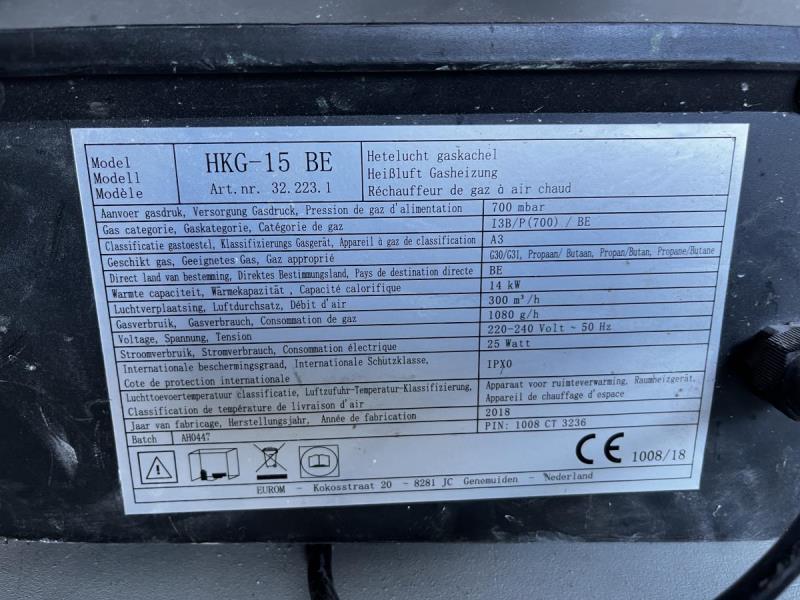 Model
Modell
Modèle
HKG-15 BE
Art.nr. 32.223.1
Hetelucht gaskachel
Heißluft Gasheizung
Réchauffeur de gaz à air chaud
Aanvoer gasdruk, Versorgung Gasdruck, Pression de gaz d'alimentation 700 mbar
Gas categorie, Gaskategorie, Catégorie de gaz I3B/P(700) / BE
Classificatie gastoestel, Klassifizierungs Gasgerät, Appareil à gaz de classification A3
Geschikt gas, Geeignetes Gas, Gaz approprié G30/G31, Propaan/ Butaan, Propan/Butan, Propane/Butane
Direct land van bestemming, Direktes Bestimmungsland, Pays de destination directe BE
Warmte capaciteit, Wärmekapazität , Capacité calorifique 14 kW
Luchtverplaatsing, Luftdurchsatz, Débit d'air 300 m³/h
Gasverbruik, Gasverbrauch, Consommation de gaz 1080 g/h
Voltage, Spannung, Tension 220-240 Volt ~ 50 Hz
Stroomverbruik, Stromverbrauch, Consommation électrique 25 Watt
Internationale beschermingsgraad, Internationale Schützklasse,
Cote de protection internationale IPX0
Luchttoevoertemperatuur classificatie, Luftzufuhr-Temperatur-Klassifizierung, Apparaat voor ruimteverwarming, Raumheizgerät,
Classification de température de livraison d'air Appareil de chauffage d'espace
Jaar van fabricage, Herstellungsjahr, Année de fabrication 2018
Batch AH0447 PIN: 1008 CT 3236
CE 1008/18
EUROM - Kokosstraat 20 - 8281 JC Genemuiden - Nederland